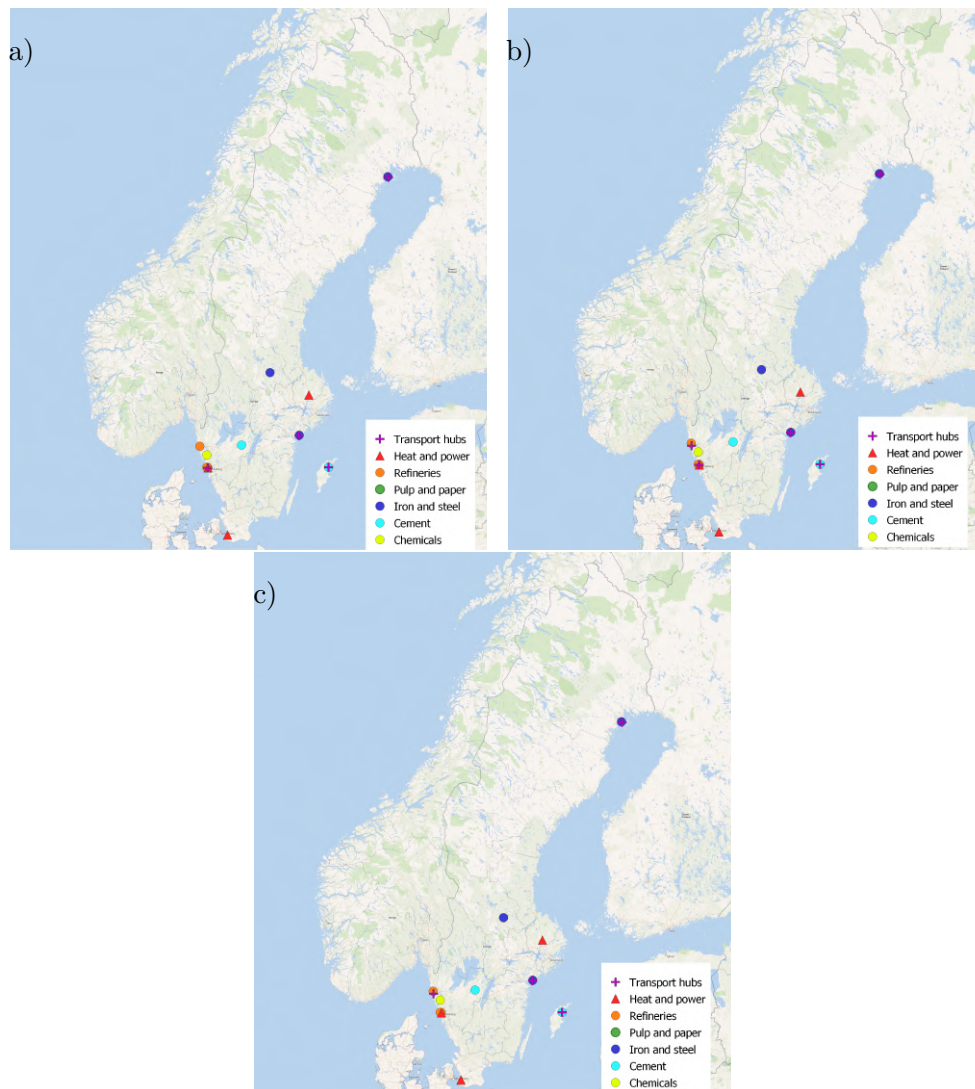 a)
Transport hubs
Heat and power
Refineries
Pulp and paper
Iron and steel
Cement
Chemicals
b)
Transport hubs
Heat and power
Refineries
Pulp and paper
Iron and steel
Cement
Chemicals
c)
Transport hubs
Heat and power
Refineries
Pulp and paper
Iron and steel
Cement
Chemicals